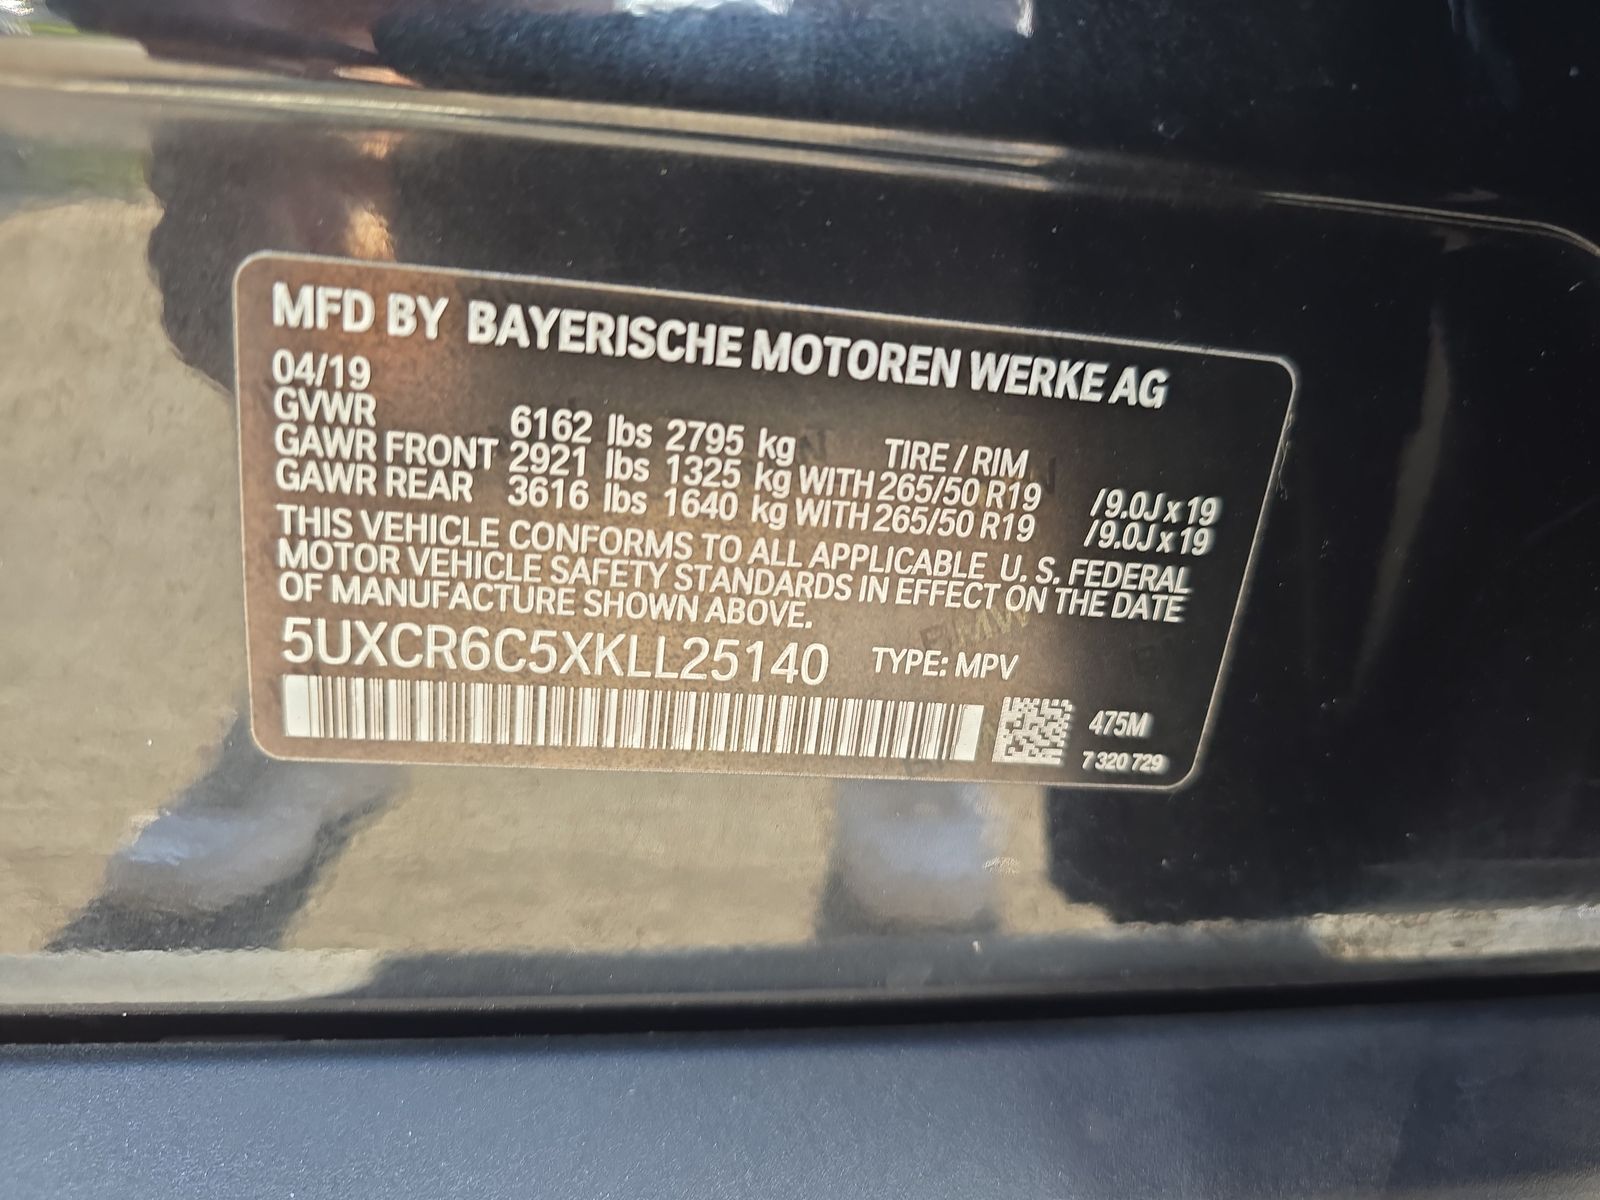 MFD BY BAYERISCHE MOTOREN WERKE AG
04/19
GVWR 6162 lbs 2795 kg TIRE / RIM
GAWR FRONT 2921 lbs 1325 kg WITH 265/50 R19 /9.0J x 19
GAWR REAR 3616 lbs 1640 kg WITH 265/50 R19 /9.0J x 19
THIS VEHICLE CONFORMS TO ALL APPLICABLE U. S. FEDERAL
MOTOR VEHICLE SAFETY STANDARDS IN EFFECT ON THE DATE
OF MANUFACTURE SHOWN ABOVE.
5UXCR6C5XKLL25140 TYPE: MPV
475M
7 320 729